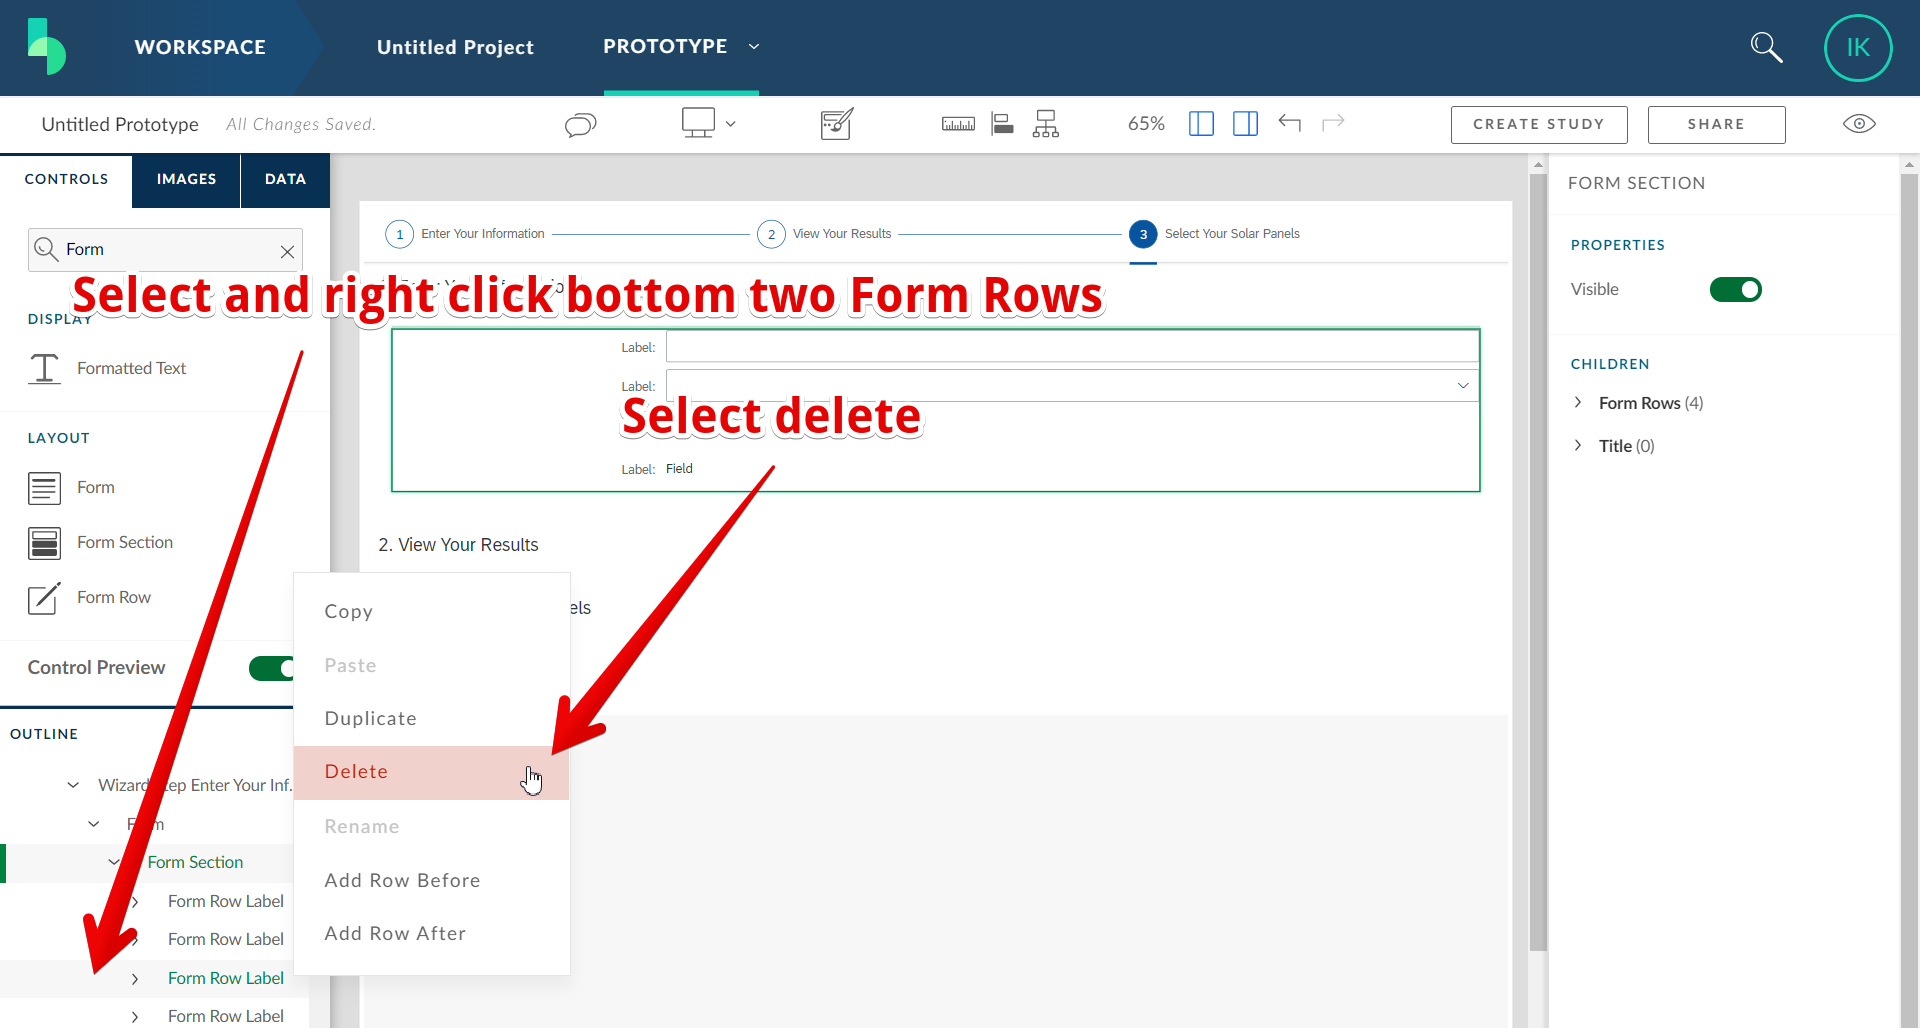 WORKSPACE
Untitled Project
PROTOTYPE
IK
Untitled Prototype
All Changes Saved.
65%
CREATE STUDY
SHARE
CONTROLS
IMAGES
DATA
Form
Select and right click bottom two Form Rows
DISPLAY
Formatted Text
LAYOUT
Form
Form Section
Form Row
Control Preview
OUTLINE
Enter Your Inf.
Form Section
Form Row Label
Form Row Label
Form Row Label
Form Row Label
1 Enter Your Information
2 View Your Results
3 Select Your Solar Panels
Label:
Label:
Select delete
Label: Field
2. View Your Results
els
Copy
Paste
Duplicate
Delete
Rename
Add Row Before
Add Row After
FORM SECTION
PROPERTIES
Visible
CHILDREN
Form Rows (4)
Title (0)